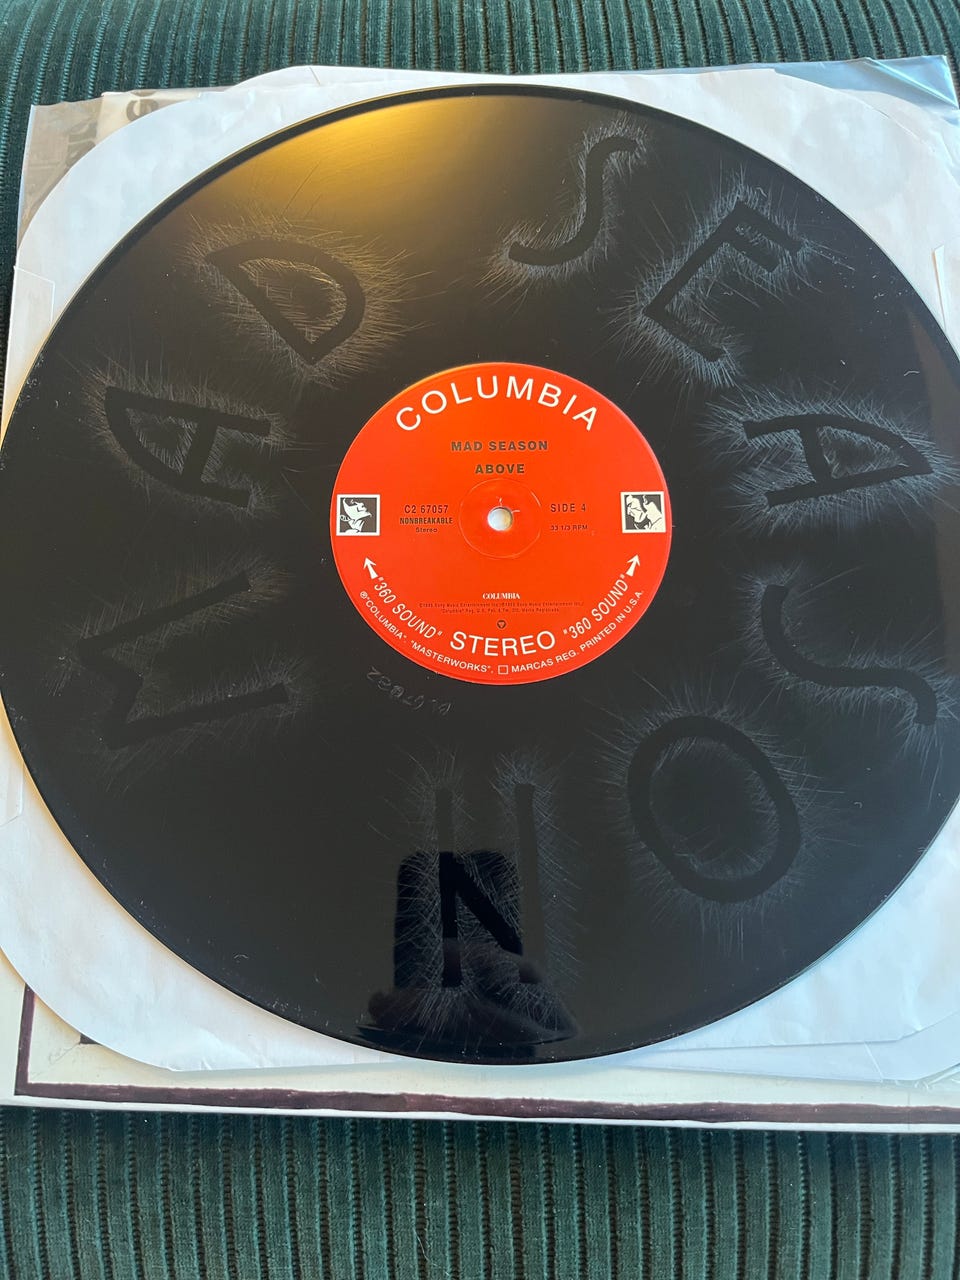 MAD SEASON
COLUMBIA
MAD SEASON
ABOVE
C2 67057
NONBREAKABLE
Stereo
SIDE 4
33 1/3 RPM
COLUMBIA
"360 SOUND" STEREO "360 SOUND"
"COLUMBIA", "MASTERWORKS", MARCAS REG. PRINTED IN U.S.A.